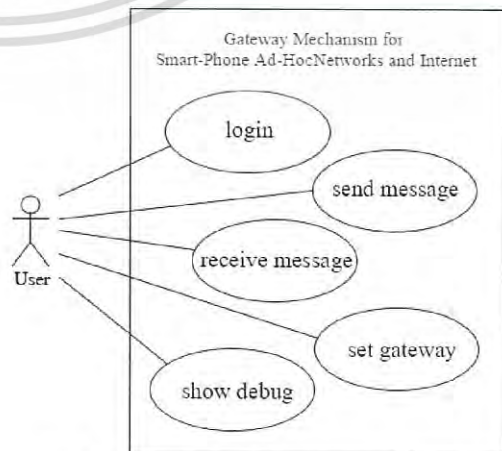 Gateway Mechanism for
Smart-Phone Ad-HocNetworks and Internet
login
send message
receive message
User
set gateway
show debug